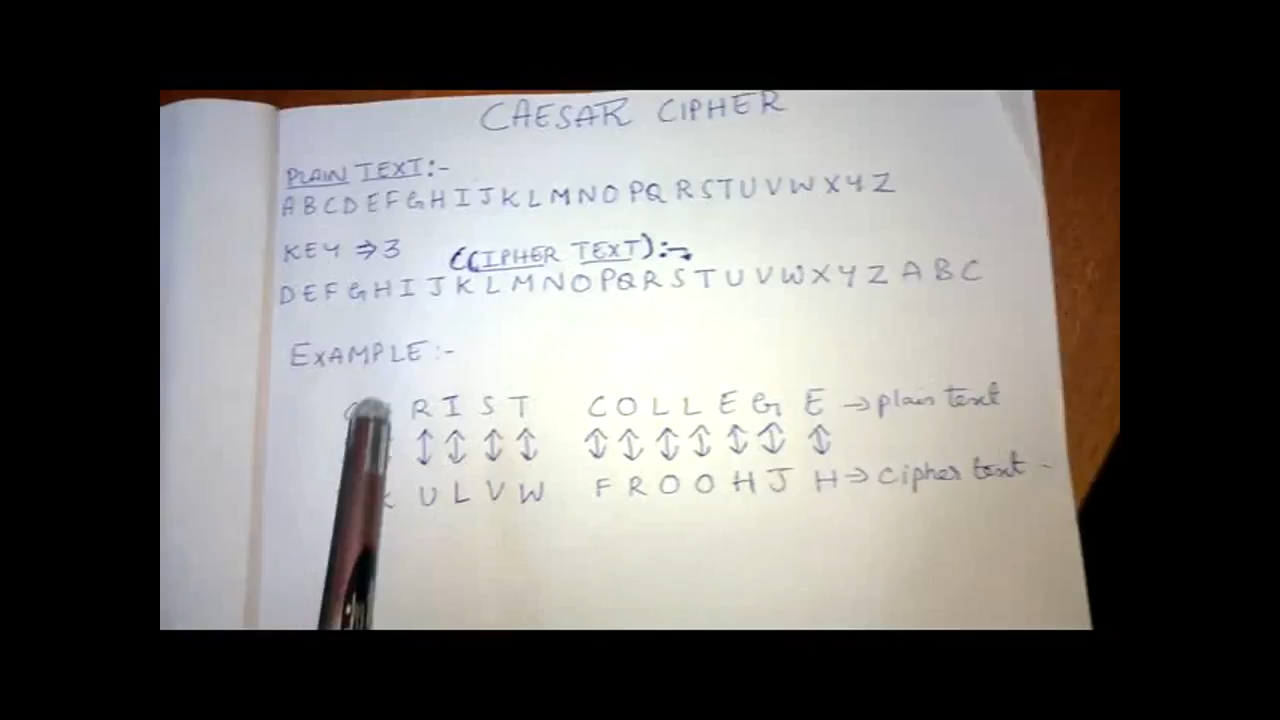 CAESAR CIPHER
PLAIN TEXT:-
A B C D E F G H I J K L M N O P Q R S T U V W X Y Z
KEY ⇒ 3 ((CIPHER TEXT):-
D E F G H I J K L M N O P Q R S T U V W X Y Z A B C
EXAMPLE:-
R I S T C O L L E G E → plain text
↕ ↕ ↕ ↕ ↕ ↕ ↕ ↕ ↕ ↕ ↕
U L V W F R O O H J H → cipher text -